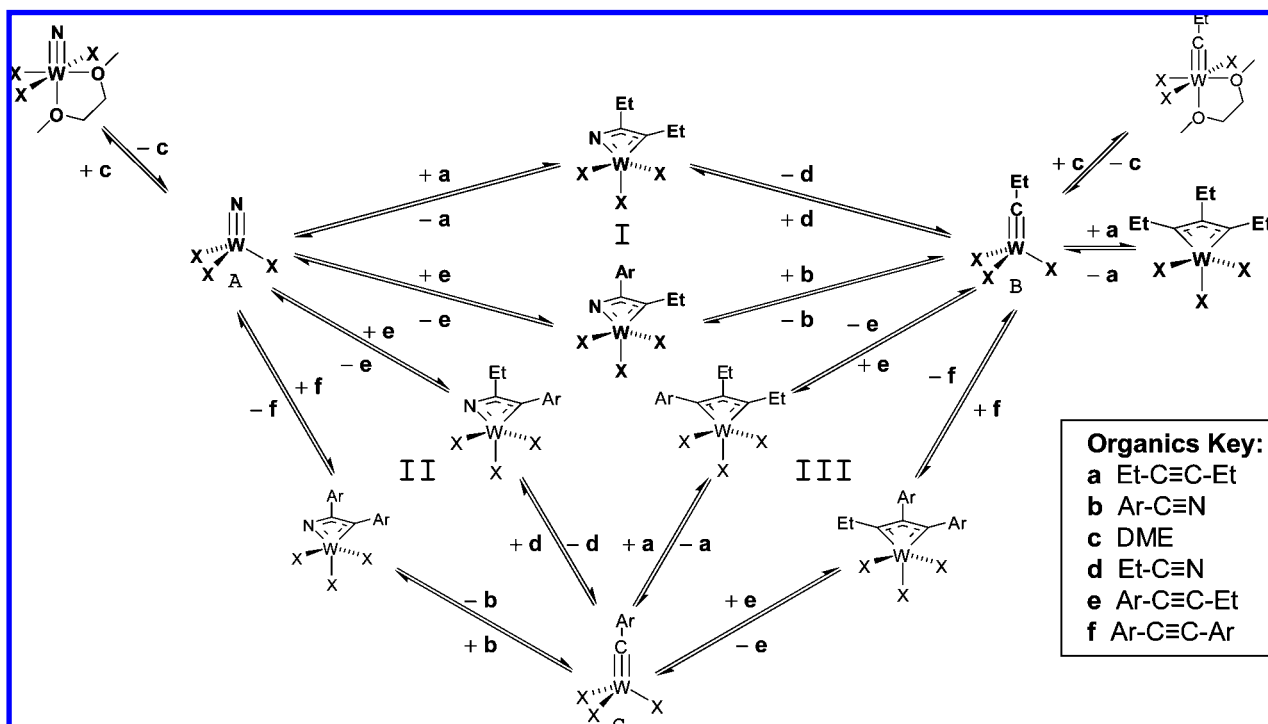 N
X
X
W
O
X
O
− c
+ c
N
W
X
X
X
A
+ a
− a
Et
N
Et
W
X
X
X
I
− d
+ d
+ e
− e
Ar
N
Et
W
X
X
X
+ b
− b
Et
C
W
X
X
X
B
Et
C
X
X
W
O
X
O
+ c
− c
+ a
− a
Et
Et
Et
W
X
X
X
+ e
− e
Et
N
Ar
W
X
X
X
II
− e
+ e
Et
Ar
Et
W
X
X
X
III
+ f
− f
Ar
N
Ar
W
X
X
X
− f
+ f
Ar
Et
Ar
W
X
X
X
+ d
− d
+ a
− a
− b
+ b
+ e
− e
Ar
C
W
X
X
X
Organics Key:
a Et-C≡C-Et
b Ar-C≡N
c DME
d Et-C≡N
e Ar-C≡C-Et
f Ar-C≡C-Ar